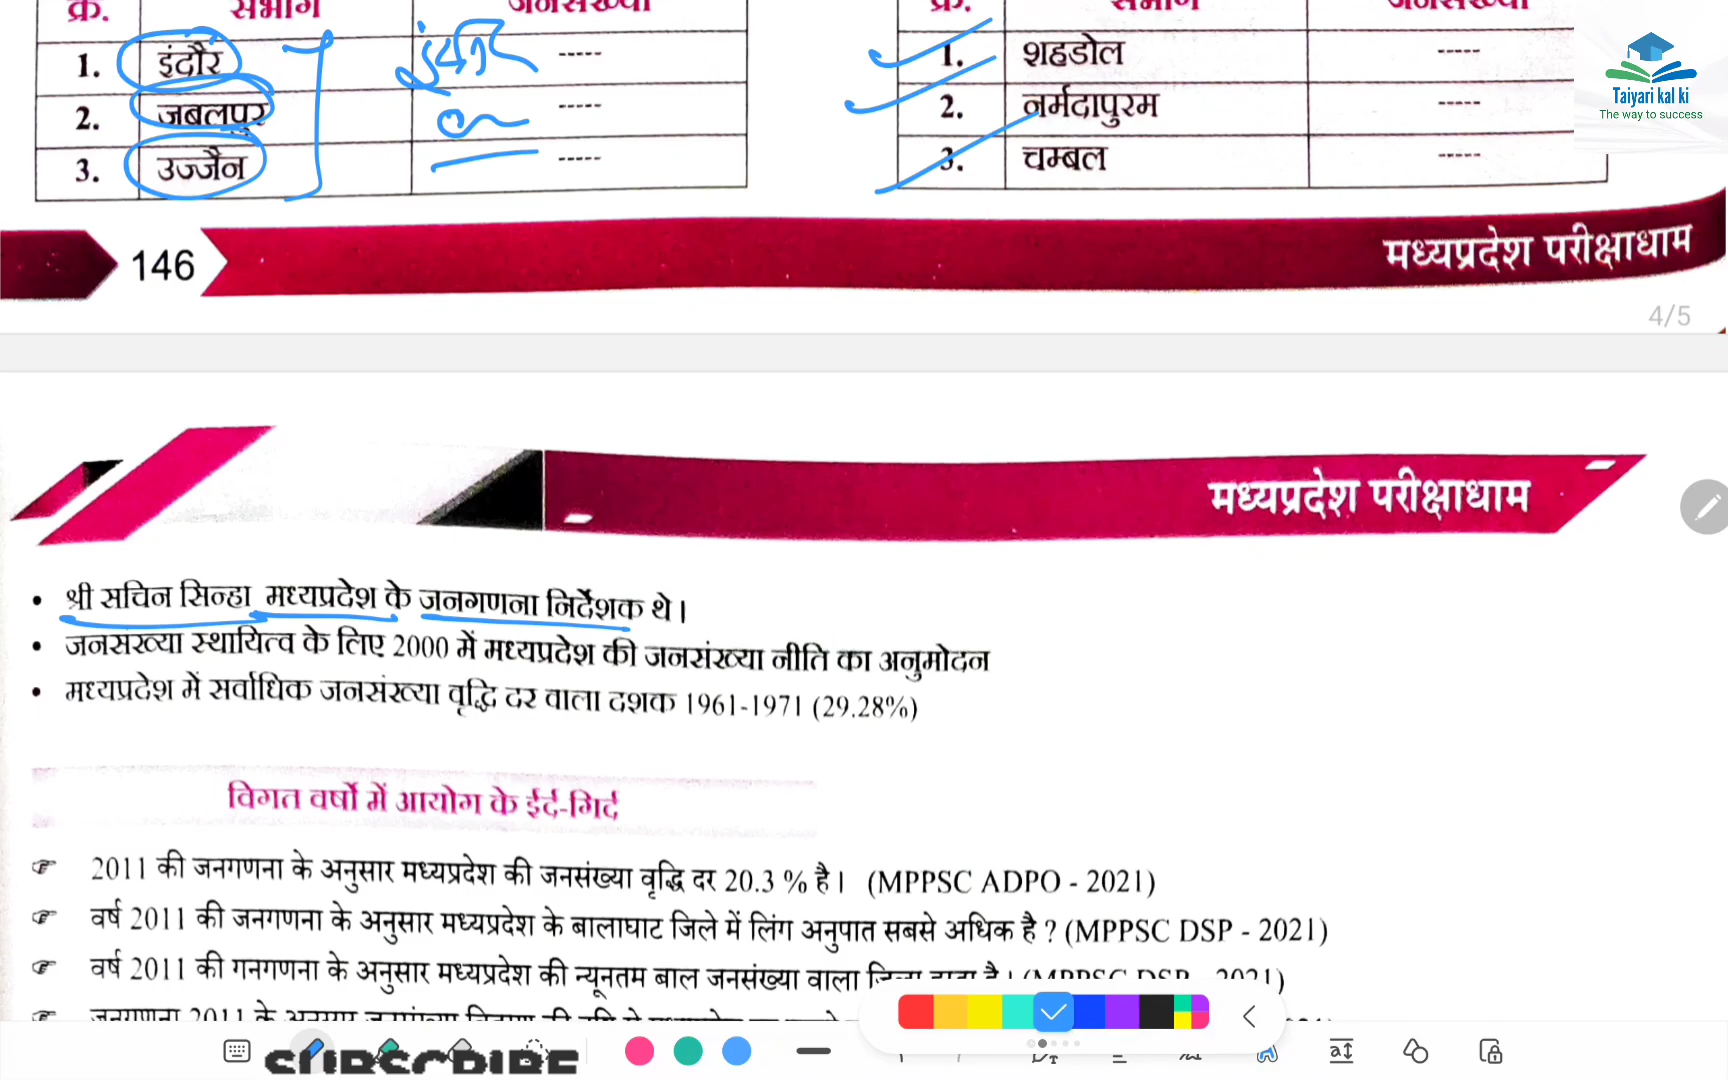 क्र. संभाग जनसंख्या
1. इंदौर -----
2. जबलपुर -----
3. उज्जैन -----
क्र. संभाग जनसंख्या
1. शहडोल -----
2. नर्मदापुरम -----
3. चम्बल -----
Taiyari kal ki
The way to success
146
मध्यप्रदेश परीक्षाधाम
4/5
मध्यप्रदेश परीक्षाधाम
• श्री सचिन सिन्हा मध्यप्रदेश के जनगणना निर्देशक थे।
• जनसख्या स्थायित्व के लिए 2000 में मध्यप्रदेश की जनसंख्या नीति का अनुमोदन
• मध्यप्रदेश में सर्वाधिक जनसंख्या वृद्धि दर वाला दशक 1961-1971 (29.28%)
विगत वर्षों में आयोग के ईर्द-गिर्द
☞ 2011 की जनगणना के अनुसार मध्यप्रदेश की जनसंख्या वृद्धि दर 20.3 % है। (MPPSC ADPO - 2021)
☞ वर्ष 2011 की जनगणना के अनुसार मध्यप्रदेश के बालाघाट जिले में लिंग अनुपात सबसे अधिक है ? (MPPSC DSP - 2021)
☞ वर्ष 2011 की गनगणना के अनुसार मध्यप्रदेश की न्यूनतम बाल जनसंख्या वाला
☞ जनगणना 2011 के अनुसार
SUBSCRIBE